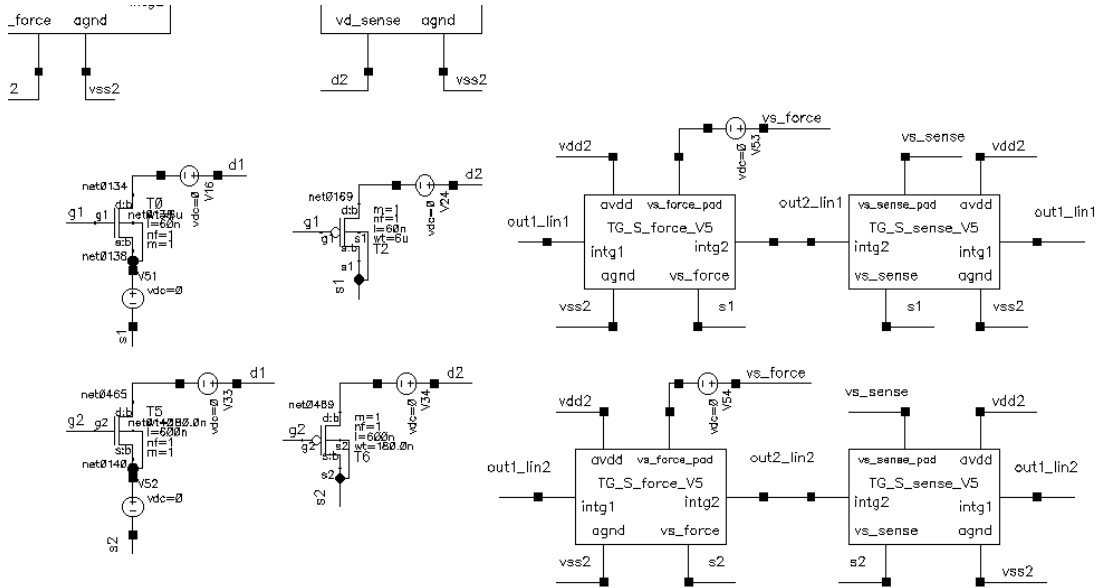 _force agnd
vd_sense agnd
2 vss2
d2 vss2
vs_force
V53
vdc=0
vdd2
vs_sense
vdd2
avdd vs_force_pad
TG_S_force_V5
intg1 intg2
agnd vs_force
out1_lin1
out2_lin1
vs_sense_pad avdd
TG_S_sense_V5
intg1
vs_sense agnd
out1_lin1
vss2
s1
s1
vss2
net0134
d1
V16
vdc=0
d:b
T0
g1 g1
l=60n
nf=1
m=1
s:b
net0138
V51
vdc=0
s1
net0169
d2
V24
vdc=0
d:b
m=1
nf=1
l=60n
wt=6u
T2
g1
g1
s1
s:b
s1
s1
net0465
d1
V33
vdc=0
d:b
T5
g2 g2
l=600n
nf=1
m=1
s:b
net0140
V52
vdc=0
s2
d2
V34
vdc=0
d:b
m=1
nf=1
l=600n
wt=180.0n
T6
g2
g2
s2
s:b
s2
s2
vs_force
V54
vdc=0
vdd2
vs_sense
vdd2
avdd vs_force_pad
TG_S_force_V5
intg1 intg2
agnd vs_force
out1_lin2
out2_lin2
vs_sense_pad avdd
TG_S_sense_V5
intg1
vs_sense agnd
out1_lin2
vss2
s2
s2
vss2